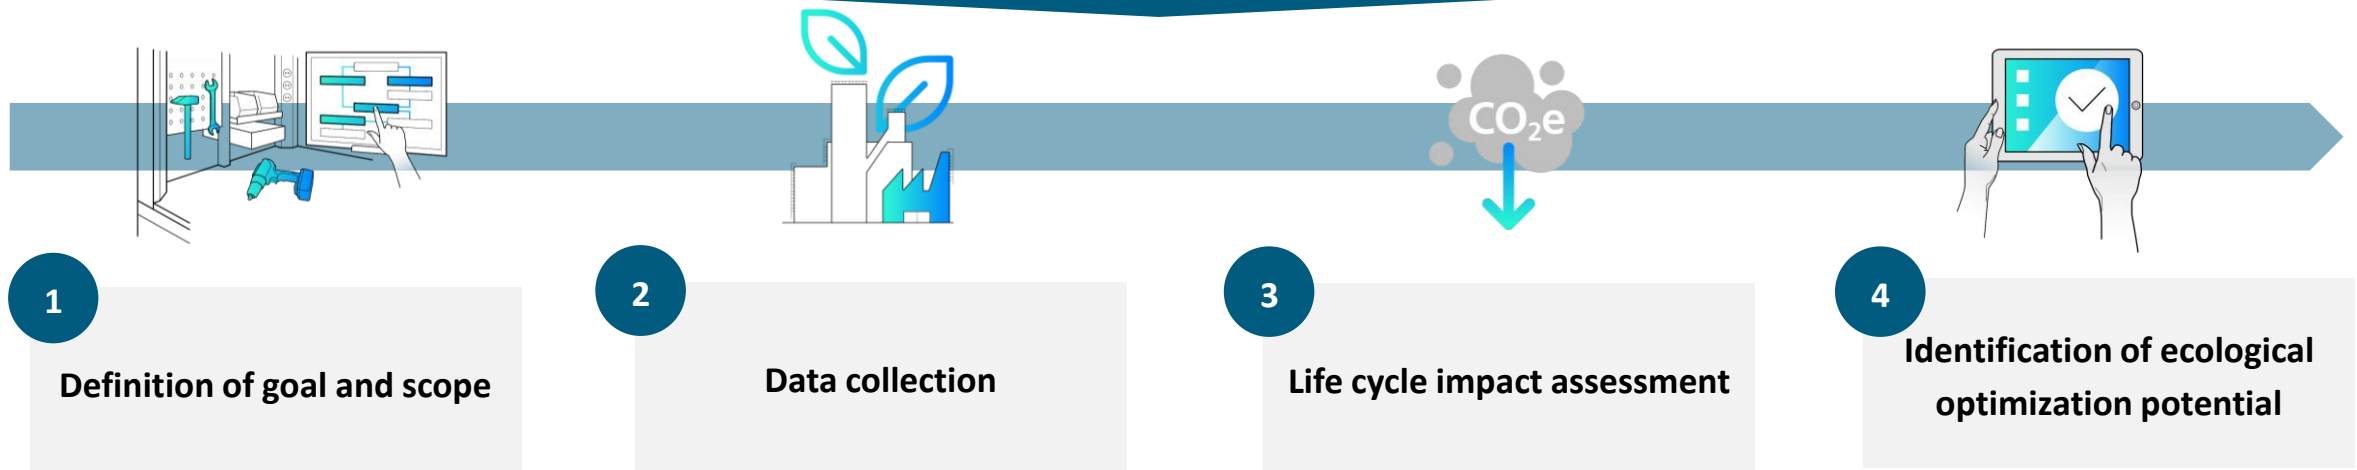 CO₂e
1
Definition of goal and scope
2
Data collection
3
Life cycle impact assessment
4
Identification of ecological
optimization potential